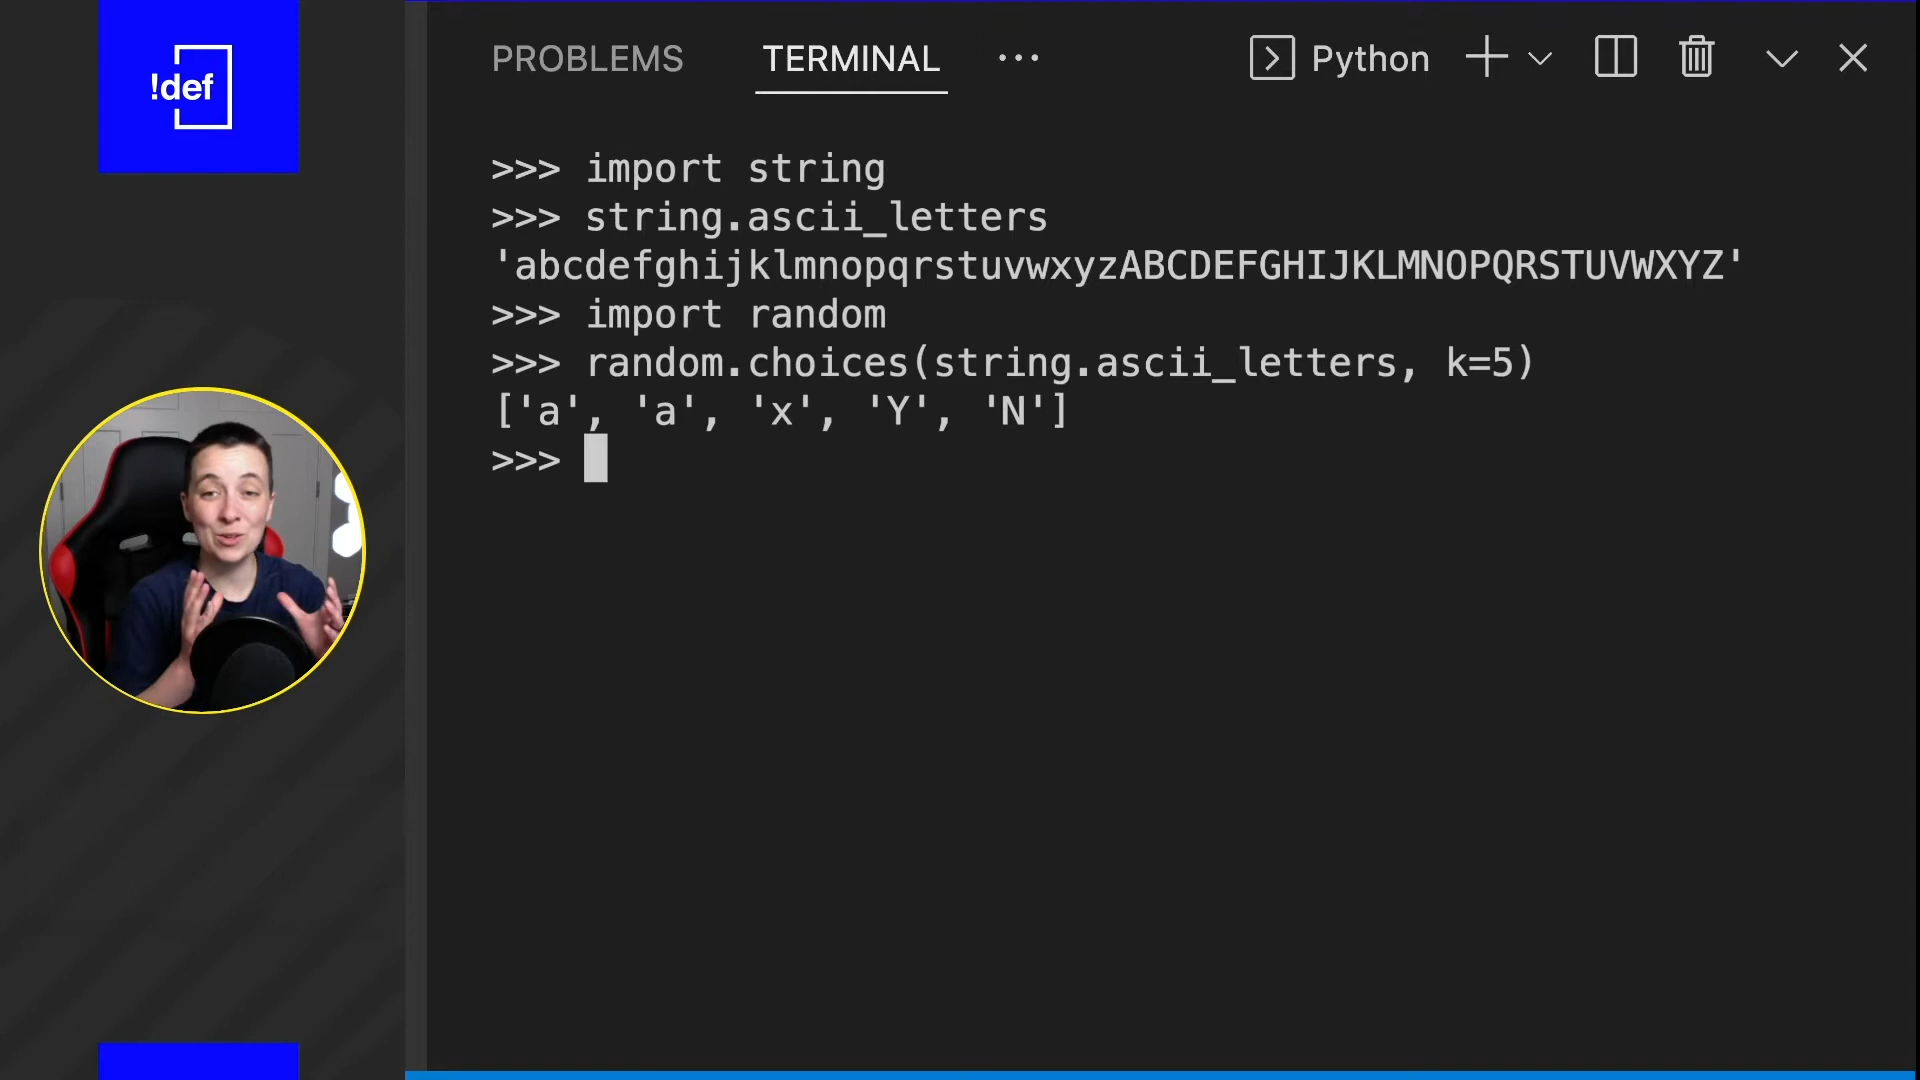 !def
PROBLEMS TERMINAL ··· Python
>>> import string
>>> string.ascii_letters
'abcdefghijklmnopqrstuvwxyzABCDEFGHIJKLMNOPQRSTUVWXYZ'
>>> import random
>>> random.choices(string.ascii_letters, k=5)
['a', 'a', 'x', 'Y', 'N']
>>>